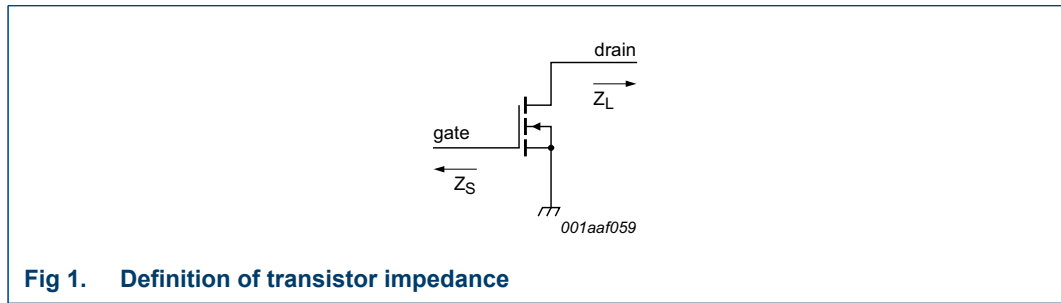 drain
Z_L
gate
Z_S
001aaf059
Fig 1. Definition of transistor impedance